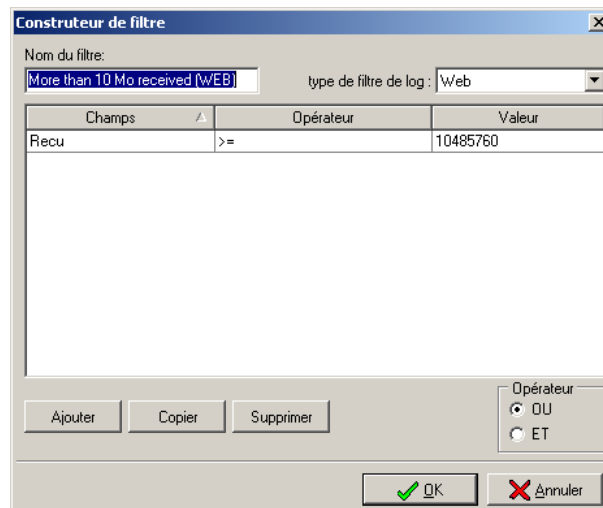 Construteur de filtre
Nom du filtre:
More than 10 Mo received (WEB) type de filtre de log : Web
Champs Opérateur Valeur
Recu >= 10485760
Opérateur
Ajouter Copier Supprimer OU
ET
OK Annuler